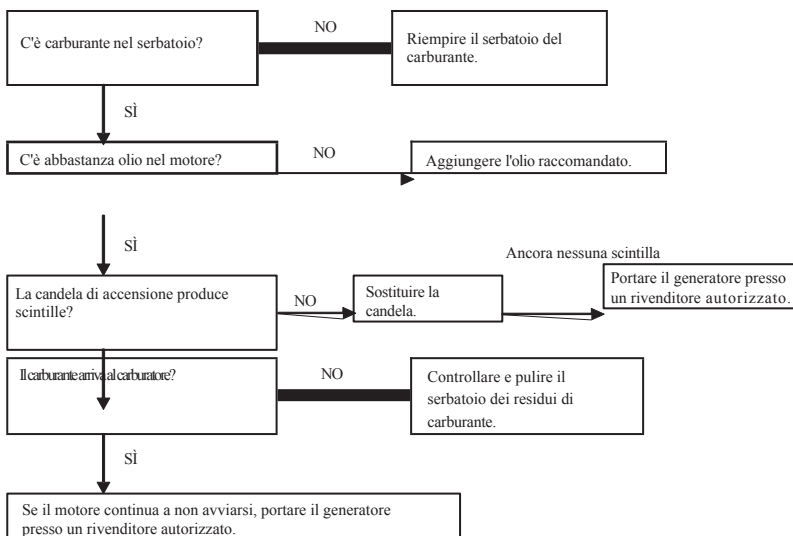 C'è carburante nel serbatoio?
NO
Riempire il serbatoio del
carburante.
SÌ
C'è abbastanza olio nel motore?
NO
Aggiungere l'olio raccomandato.
SÌ
La candela di accensione produce
scintille?
NO
Sostituire la
candela.
Ancora nessuna scintilla
Portare il generatore presso
un rivenditore autorizzato.
Il carburante arriva al carburatore?
NO
Controllare e pulire il
serbatoio dei residui di
carburante.
SÌ
Se il motore continua a non avviarsi, portare il generatore
presso un rivenditore autorizzato.